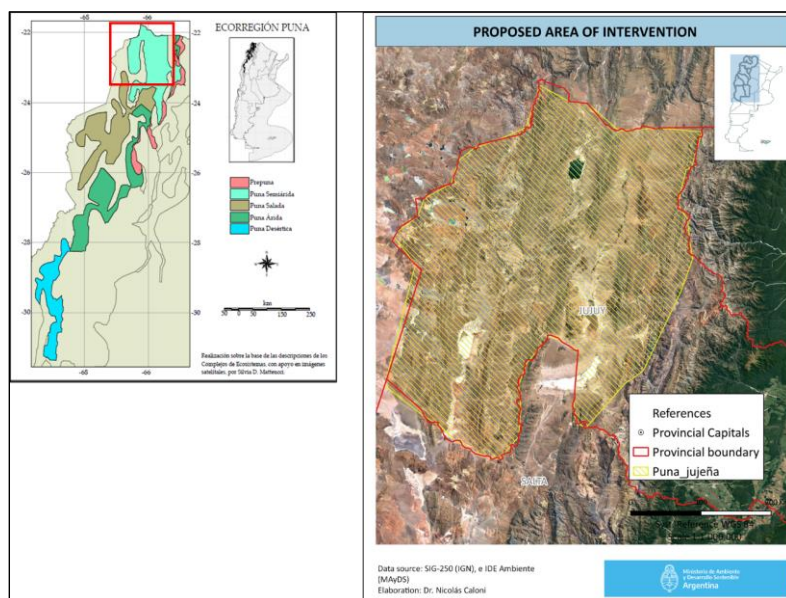 ECORREGIÓN PUNA
-22
-24
-26
-28
-30
-65
-66
-22
-24
-26
-28
-30
-65
-66
Prepuna
Puna Semiárida
Puna Salada
Puna Árida
Puna Desértica
km
50 0 50 100 150 250
Realización sobre la base de las descripciones de los
Complejos de Ecosistemas, con apoyo en imágenes
satelitales, por Silvia D. Matteucci.
PROPOSED AREA OF INTERVENTION
JUJUY
SALTA
References
Provincial Capitals
Provincial boundary
Puna_jujeña
Data source: SIG-250 (IGN), e IDE Ambiente
(MAyDS)
Elaboration: Dr. Nicolás Caloni
Ministerio de Ambiente
y Desarrollo Sostenible
Argentina